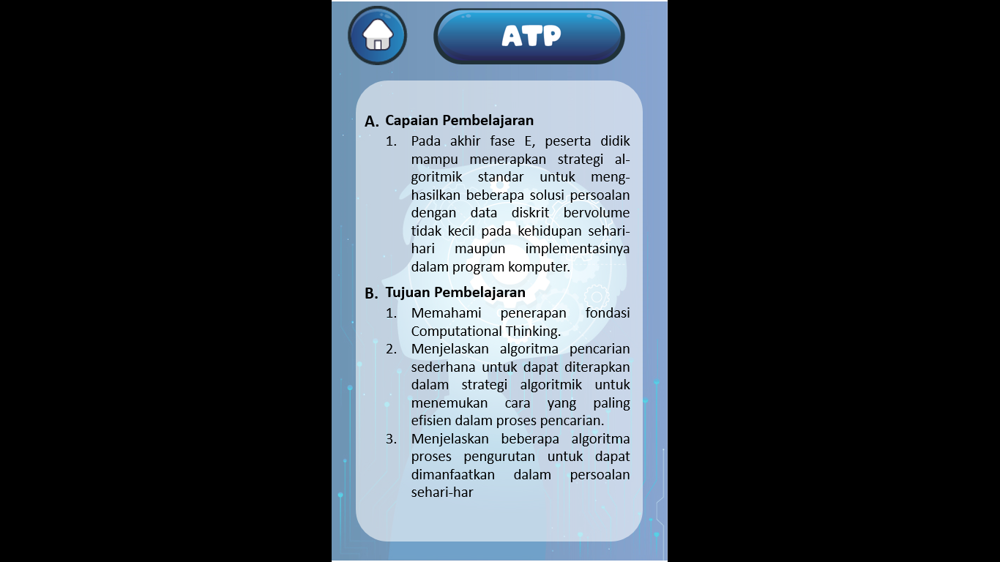 ATP
A. Capaian Pembelajaran
1. Pada akhir fase E, peserta didik
mampu menerapkan strategi al-
goritmik standar untuk meng-
hasilkan beberapa solusi persoalan
dengan data diskrit bervolume
tidak kecil pada kehidupan sehari-
hari maupun implementasinya
dalam program komputer.
B. Tujuan Pembelajaran
1. Memahami penerapan fondasi
Computational Thinking.
2. Menjelaskan algoritma pencarian
sederhana untuk dapat diterapkan
dalam strategi algoritmik untuk
menemukan cara yang paling
efisien dalam proses pencarian.
3. Menjelaskan beberapa algoritma
proses pengurutan untuk dapat
dimanfaatkan dalam persoalan
sehari-har